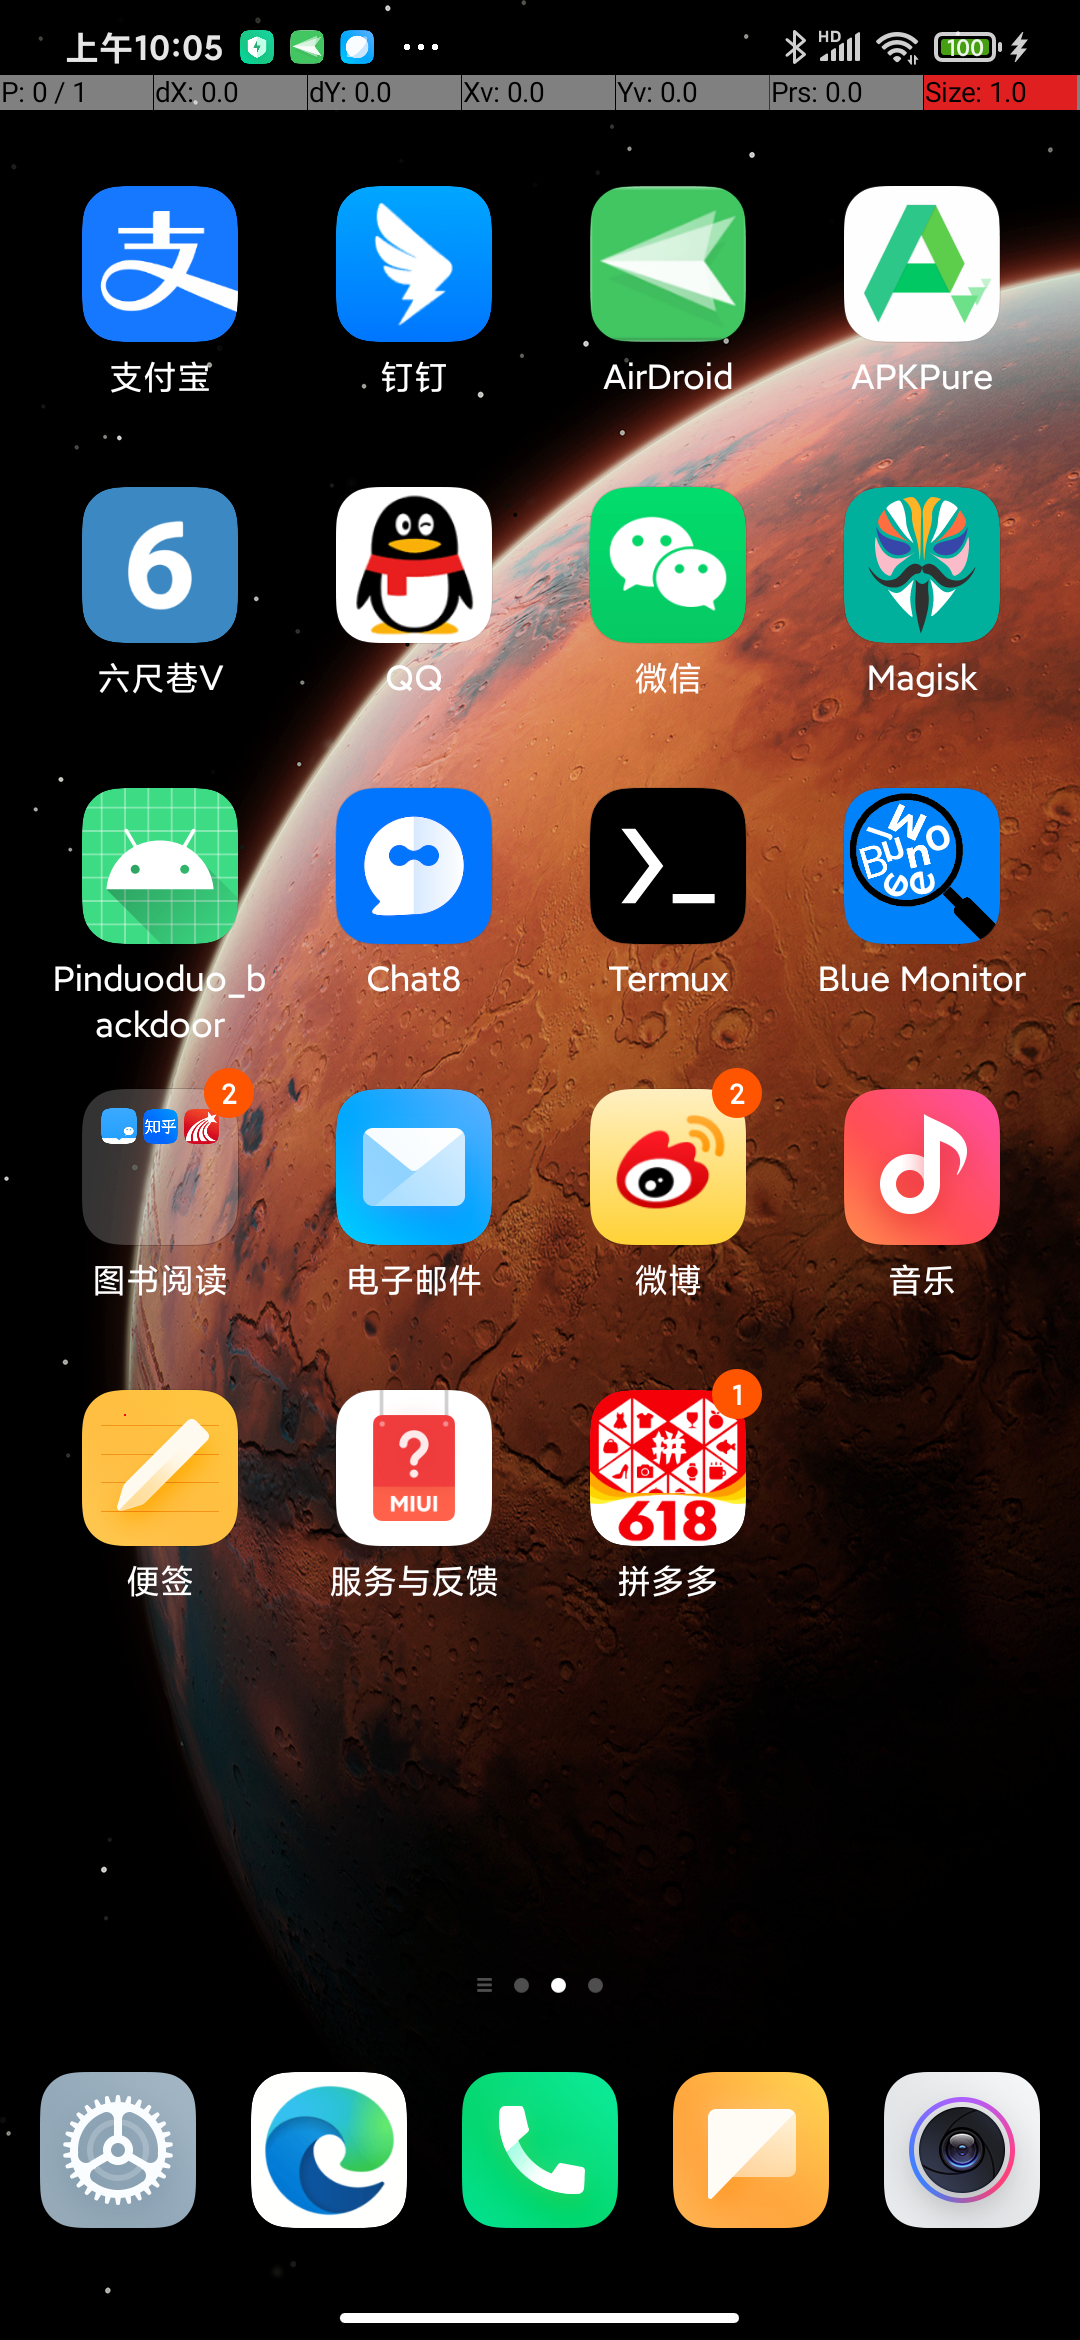 上午10:05
HD
100
P: 0 / 1
dX: 0.0
dY: 0.0
Xv: 0.0
Yv: 0.0
Prs: 0.0
Size: 1.0
支
支付宝
钉钉
AirDroid
APKPure
6
六尺巷V
QQ
微信
Magisk
Pinduoduo_b
ackdoor
Chat8
Termux
Blue Monitor
2
知乎
图书阅读
电子邮件
2
微博
音乐
便签
?
MIUI
服务与反馈
1
拼
618
拼多多